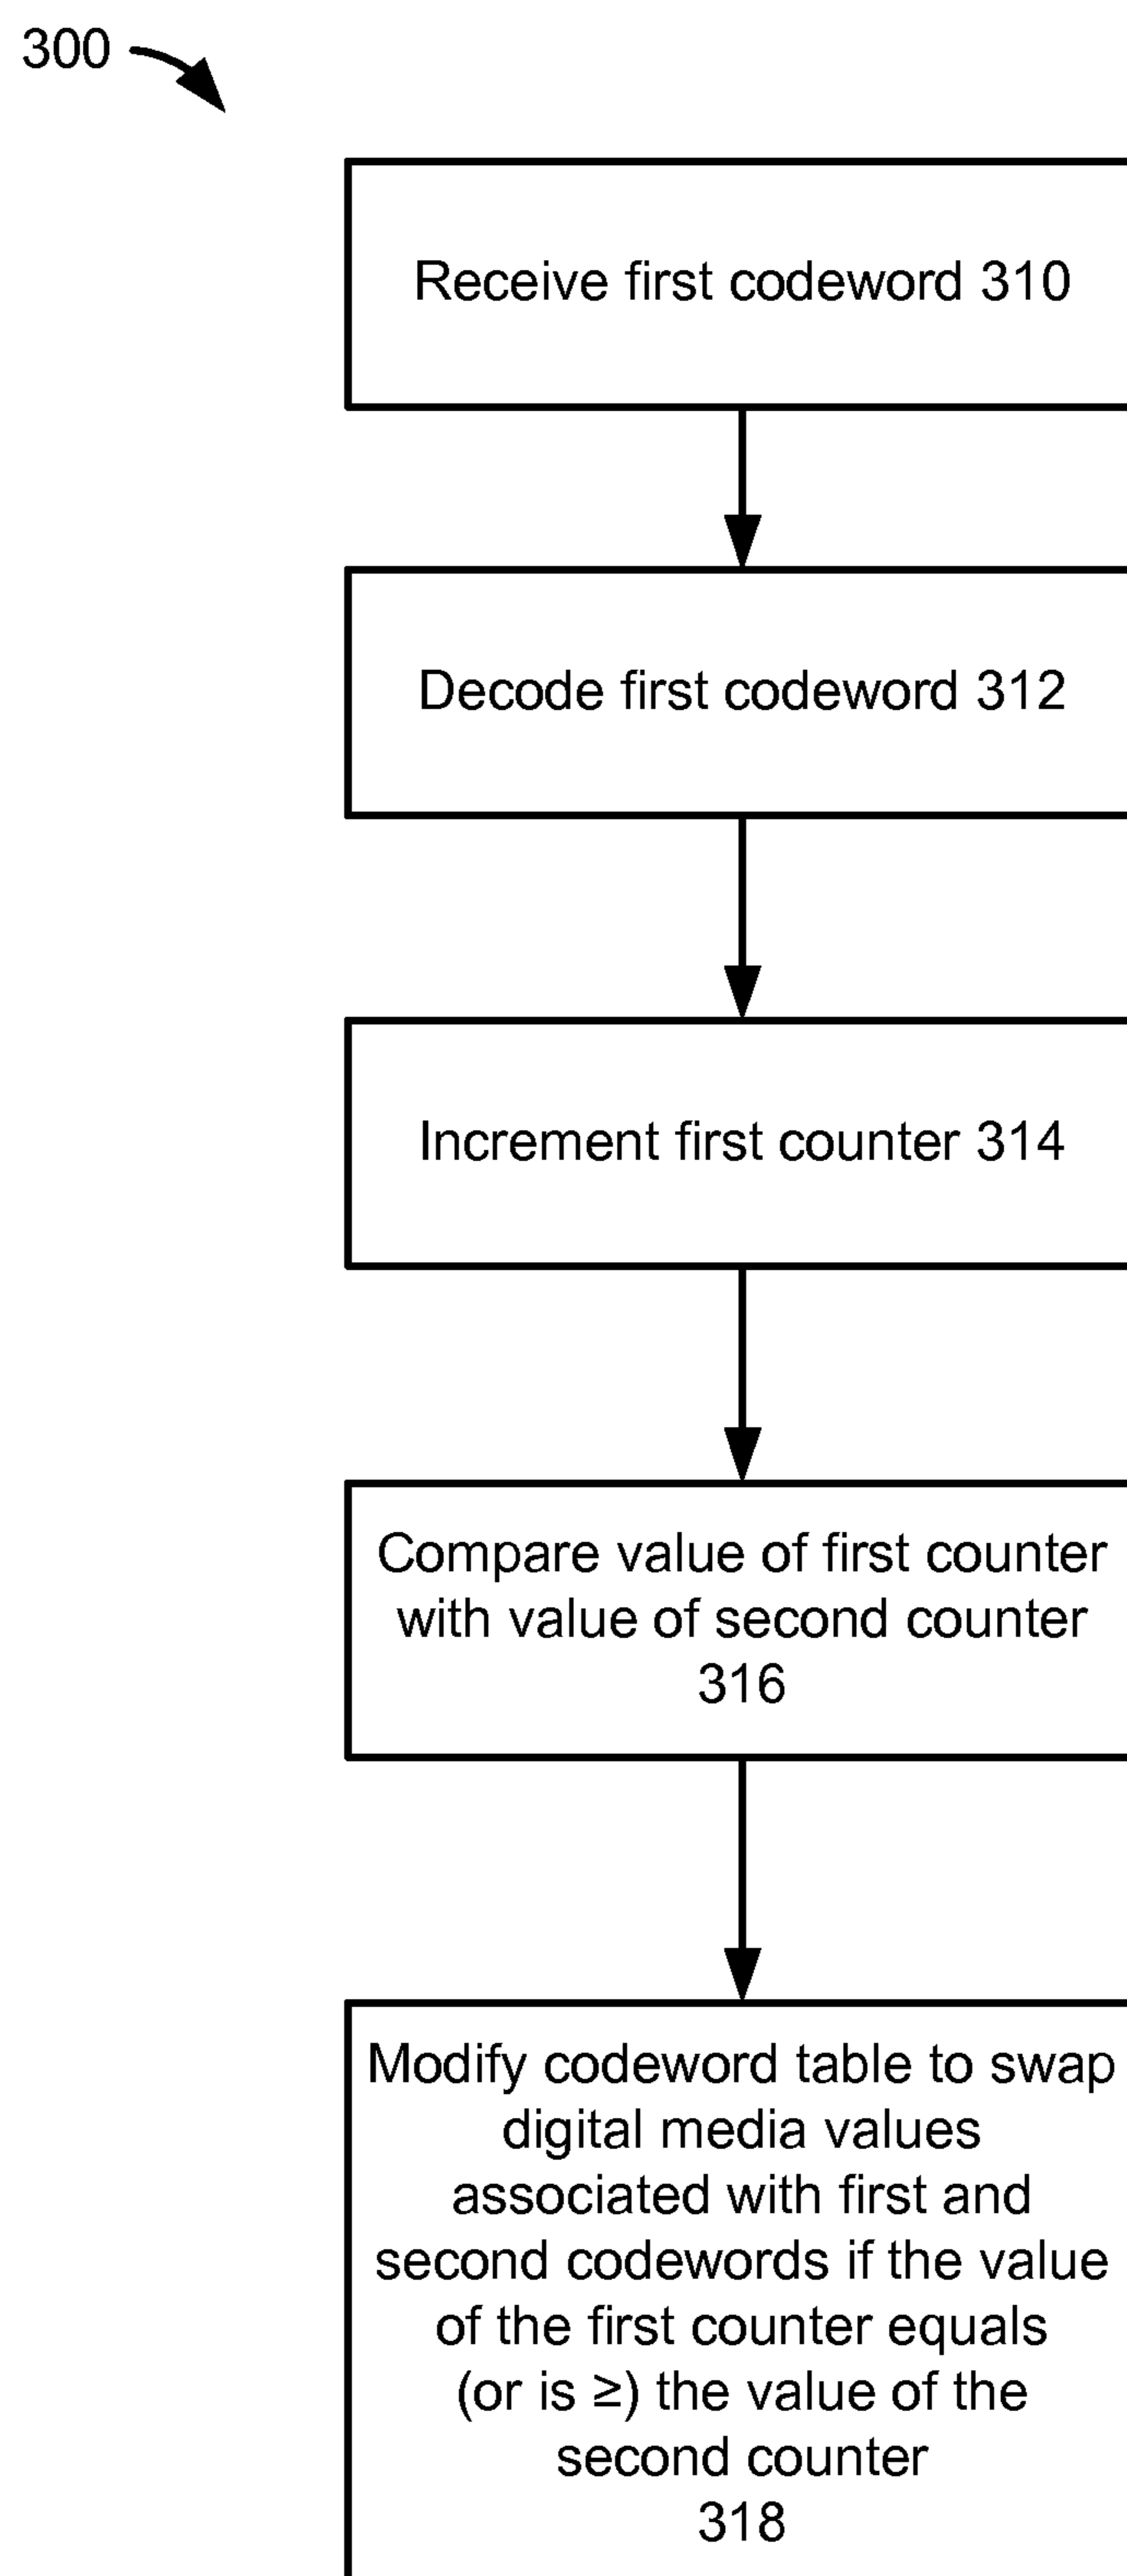 300
Receive first codeword 310
Decode first codeword 312
Increment first counter 314
Compare value of first counter
with value of second counter
316
Modify codeword table to swap
digital media values
associated with first and
second codewords if the value
of the first counter equals
(or is ≥) the value of the
second counter
318